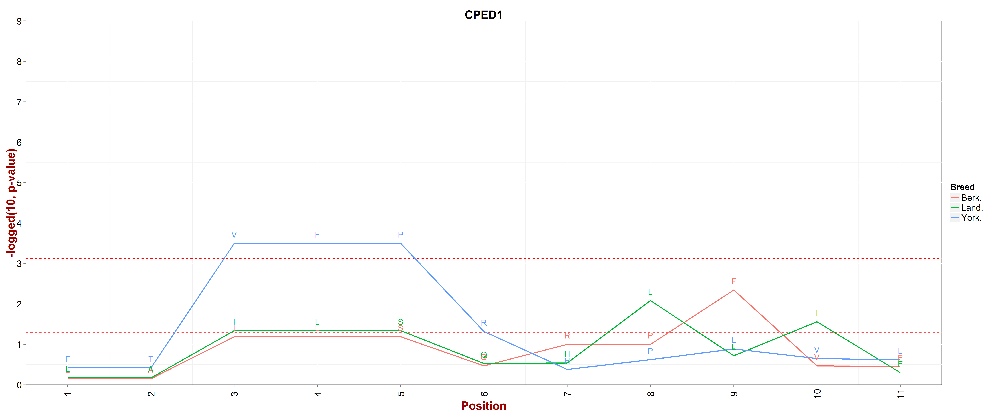 CPED1
9
8
7
6
5
4
3
2
1
0
-logged(10, p-value)
V F P
F
L
L
I
L
S
I
L
S
R
I
F T
R
P
O
Q
H
H
P
L
L
V
V
L
F
F
L
A
1 2 3 4 5 6 7 8 9 10 11
Position
Breed
Berk.
Land.
York.